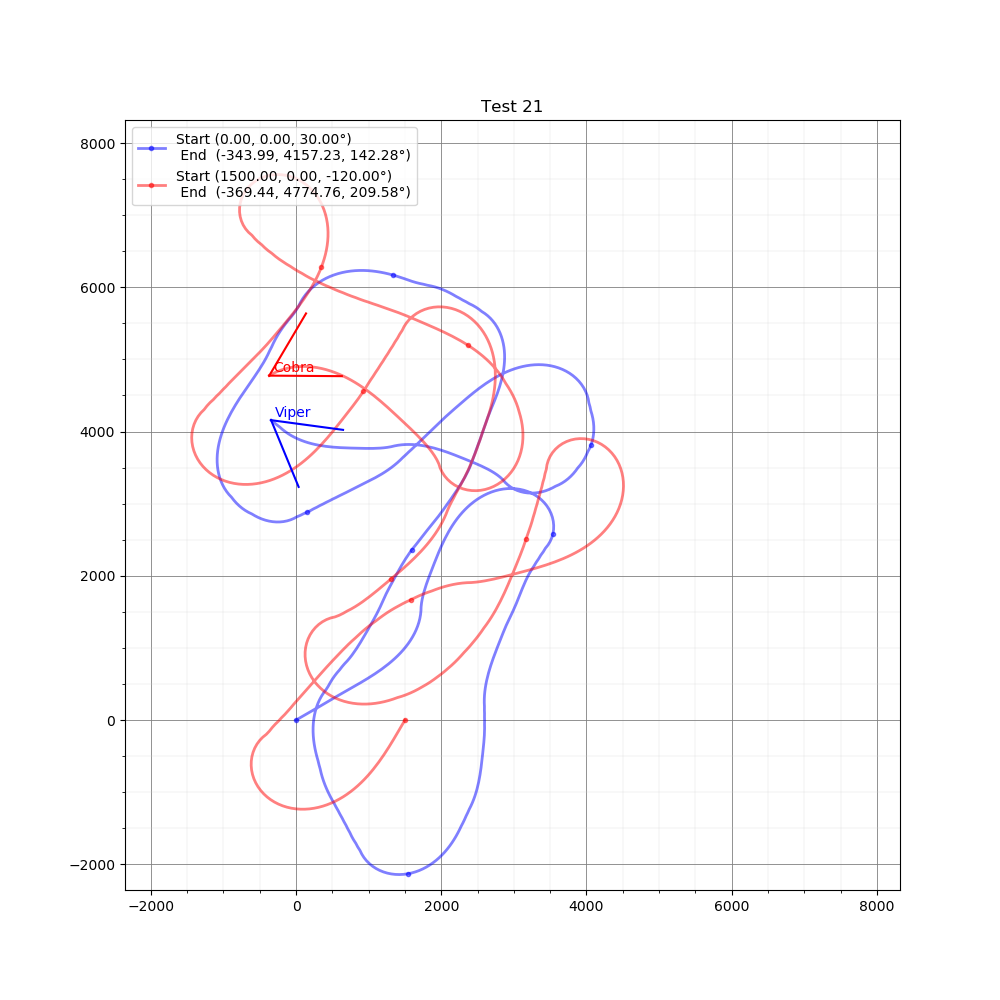 Test 21
Start (0.00, 0.00, 30.00°)
End (-343.99, 4157.23, 142.28°)
Start (1500.00, 0.00, -120.00°)
End (-369.44, 4774.76, 209.58°)
8000
6000
4000
2000
0
−2000
Cobra
Viper
−2000 0 2000 4000 6000 8000